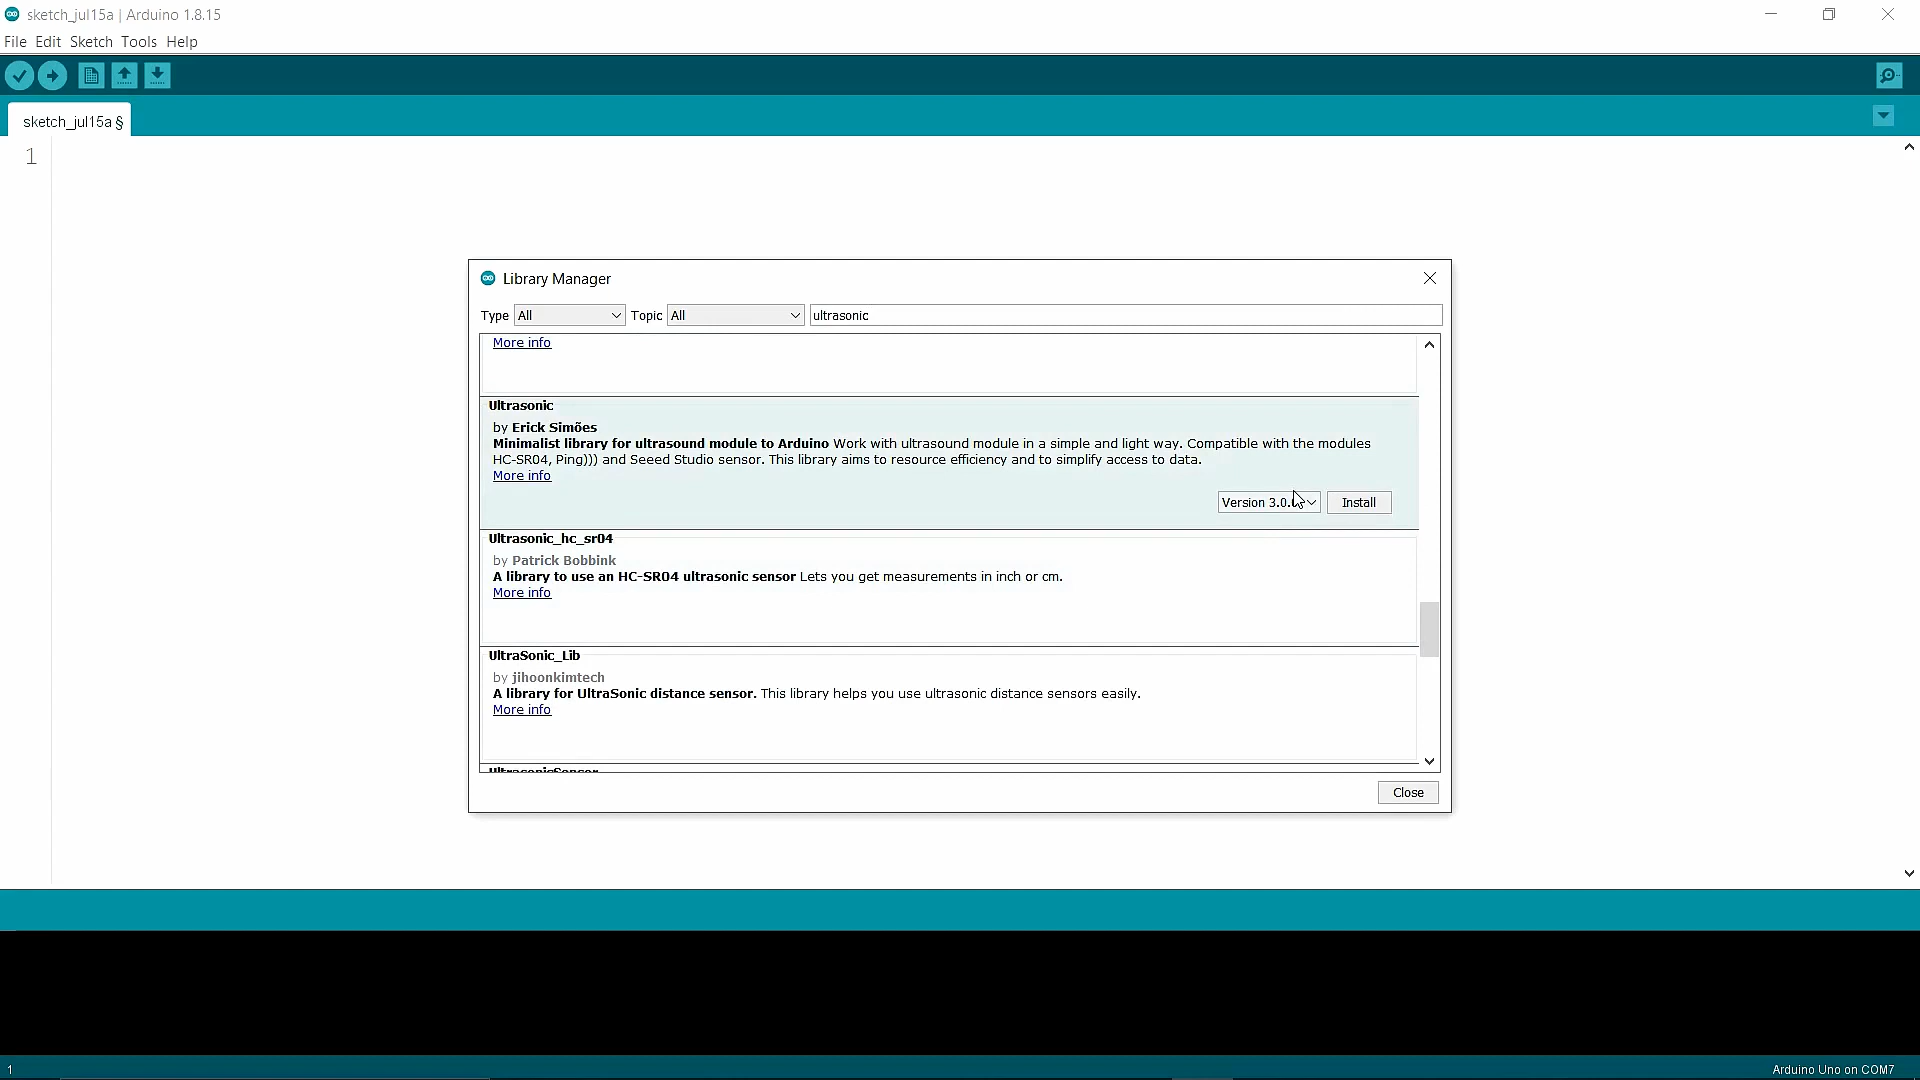 sketch_jul15a | Arduino 1.8.15
File Edit Sketch Tools Help
sketch_jul15a §
1
Library Manager
Type All Topic All ultrasonic
More info
Ultrasonic
by Erick Simões
Minimalist library for ultrasound module to Arduino Work with ultrasound module in a simple and light way. Compatible with the modules
HC-SR04, Ping))) and Seeed Studio sensor. This library aims to resource efficiency and to simplify access to data.
More info
Version 3.0. Install
Ultrasonic_hc_sr04
by Patrick Bobbink
A library to use an HC-SR04 ultrasonic sensor Lets you get measurements in inch or cm.
More info
UltraSonic_Lib
by jihoonkimtech
A library for UltraSonic distance sensor. This library helps you use ultrasonic distance sensors easily.
More info
UltrasonicSensor
Close
1
Arduino Uno on COM7